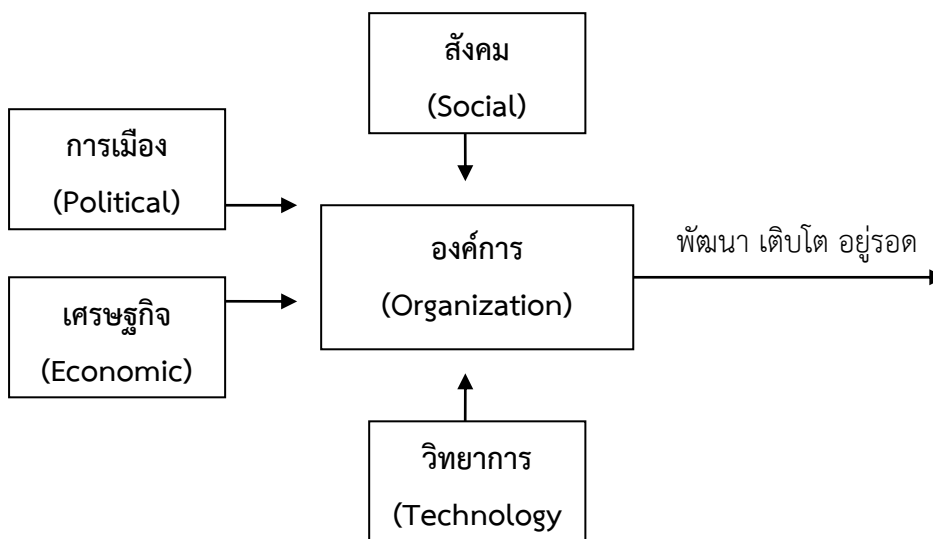 สังคม
(Social)
การเมือง
(Political)
องค์การ
(Organization)
พัฒนา เติบโต อยู่รอด
เศรษฐกิจ
(Economic)
วิทยาการ
(Technology